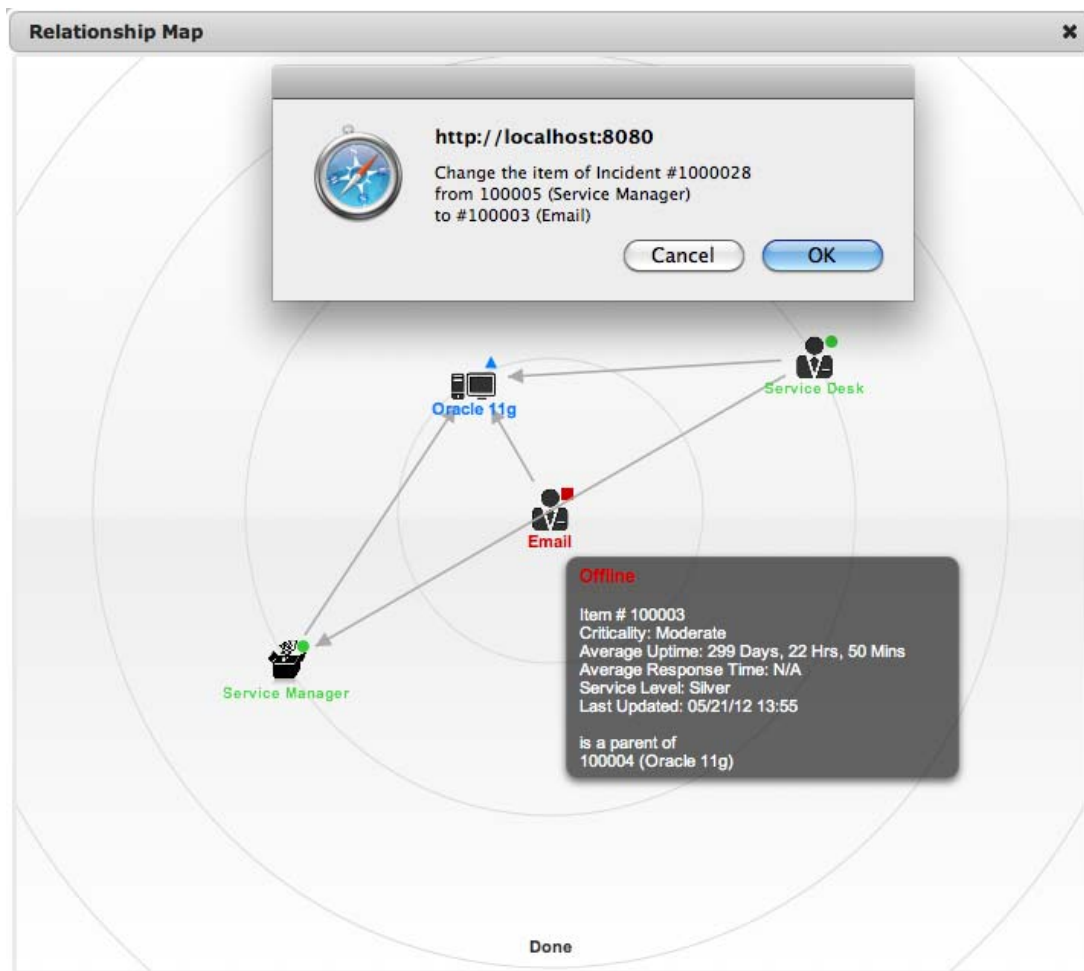 Relationship Map
http://localhost:8080
Change the item of Incident #1000028
from 100005 (Service Manager)
to #100003 (Email)
Cancel
OK
Service Desk
Oracle 11g
Email
Offline
Item # 100003
Criticality: Moderate
Average Uptime: 299 Days, 22 Hrs, 50 Mins
Average Response Time: N/A
Service Level: Silver
Last Updated: 05/21/12 13:55
is a parent of
100004 (Oracle 11g)
Service Manager
Done